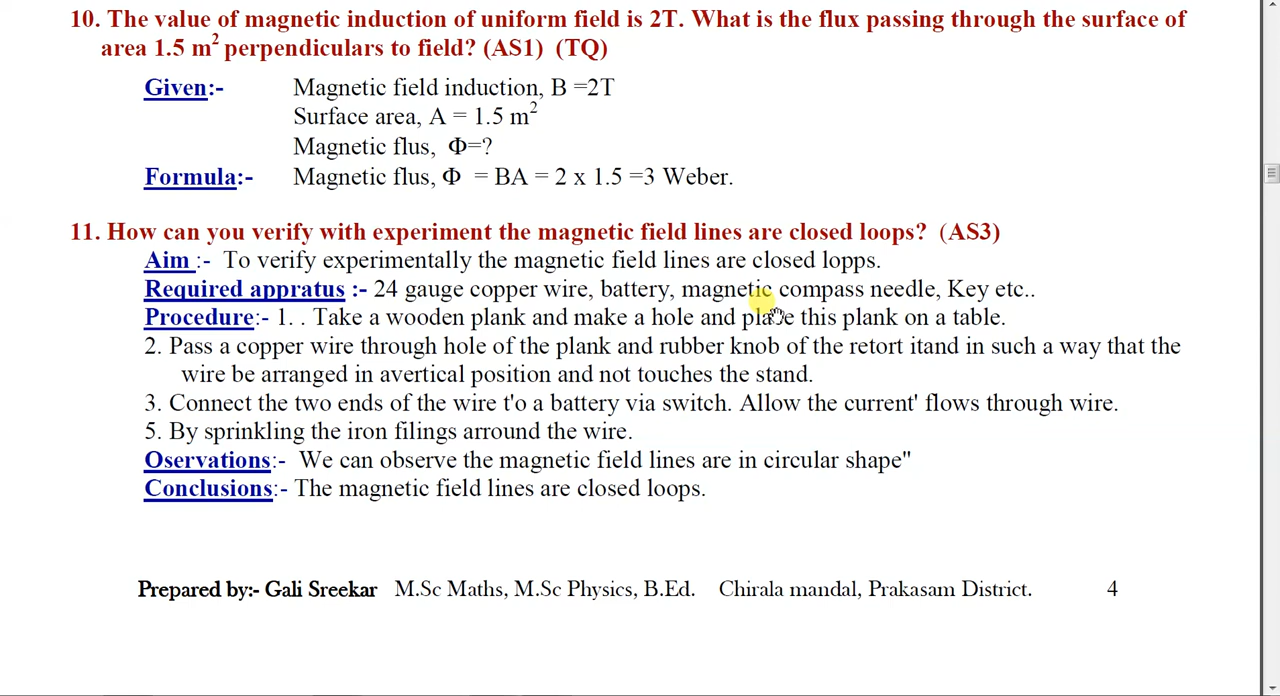 10. The value of magnetic induction of uniform field is 2T. What is the flux passing through the surface of
area 1.5 m² perpendiculars to field? (AS1) (TQ)
Given:- Magnetic field induction, B =2T
Surface area, A = 1.5 m²
Magnetic flus, Φ=?
Formula:- Magnetic flus, Φ = BA = 2 x 1.5 =3 Weber.
11. How can you verify with experiment the magnetic field lines are closed loops? (AS3)
Aim :- To verify experimentally the magnetic field lines are closed lopps.
Required appratus :- 24 gauge copper wire, battery, magnetic compass needle, Key etc..
Procedure:- 1. . Take a wooden plank and make a hole and place this plank on a table.
2. Pass a copper wire through hole of the plank and rubber knob of the retort itand in such a way that the
wire be arranged in avertical position and not touches the stand.
3. Connect the two ends of the wire t'o a battery via switch. Allow the current' flows through wire.
5. By sprinkling the iron filings arround the wire.
Oservations:- We can observe the magnetic field lines are in circular shape"
Conclusions:- The magnetic field lines are closed loops.
Prepared by:- Gali Sreekar M.Sc Maths, M.Sc Physics, B.Ed. Chirala mandal, Prakasam District. 4